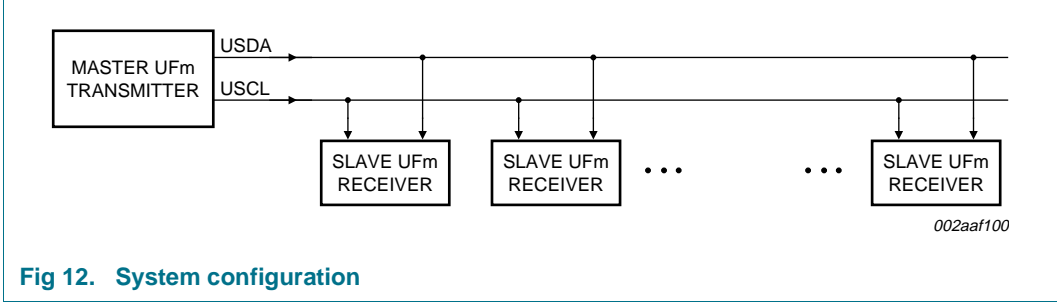 USDA
MASTER UFm
TRANSMITTER
USCL
SLAVE UFm
RECEIVER
SLAVE UFm
RECEIVER
SLAVE UFm
RECEIVER
002aaf100
Fig 12. System configuration